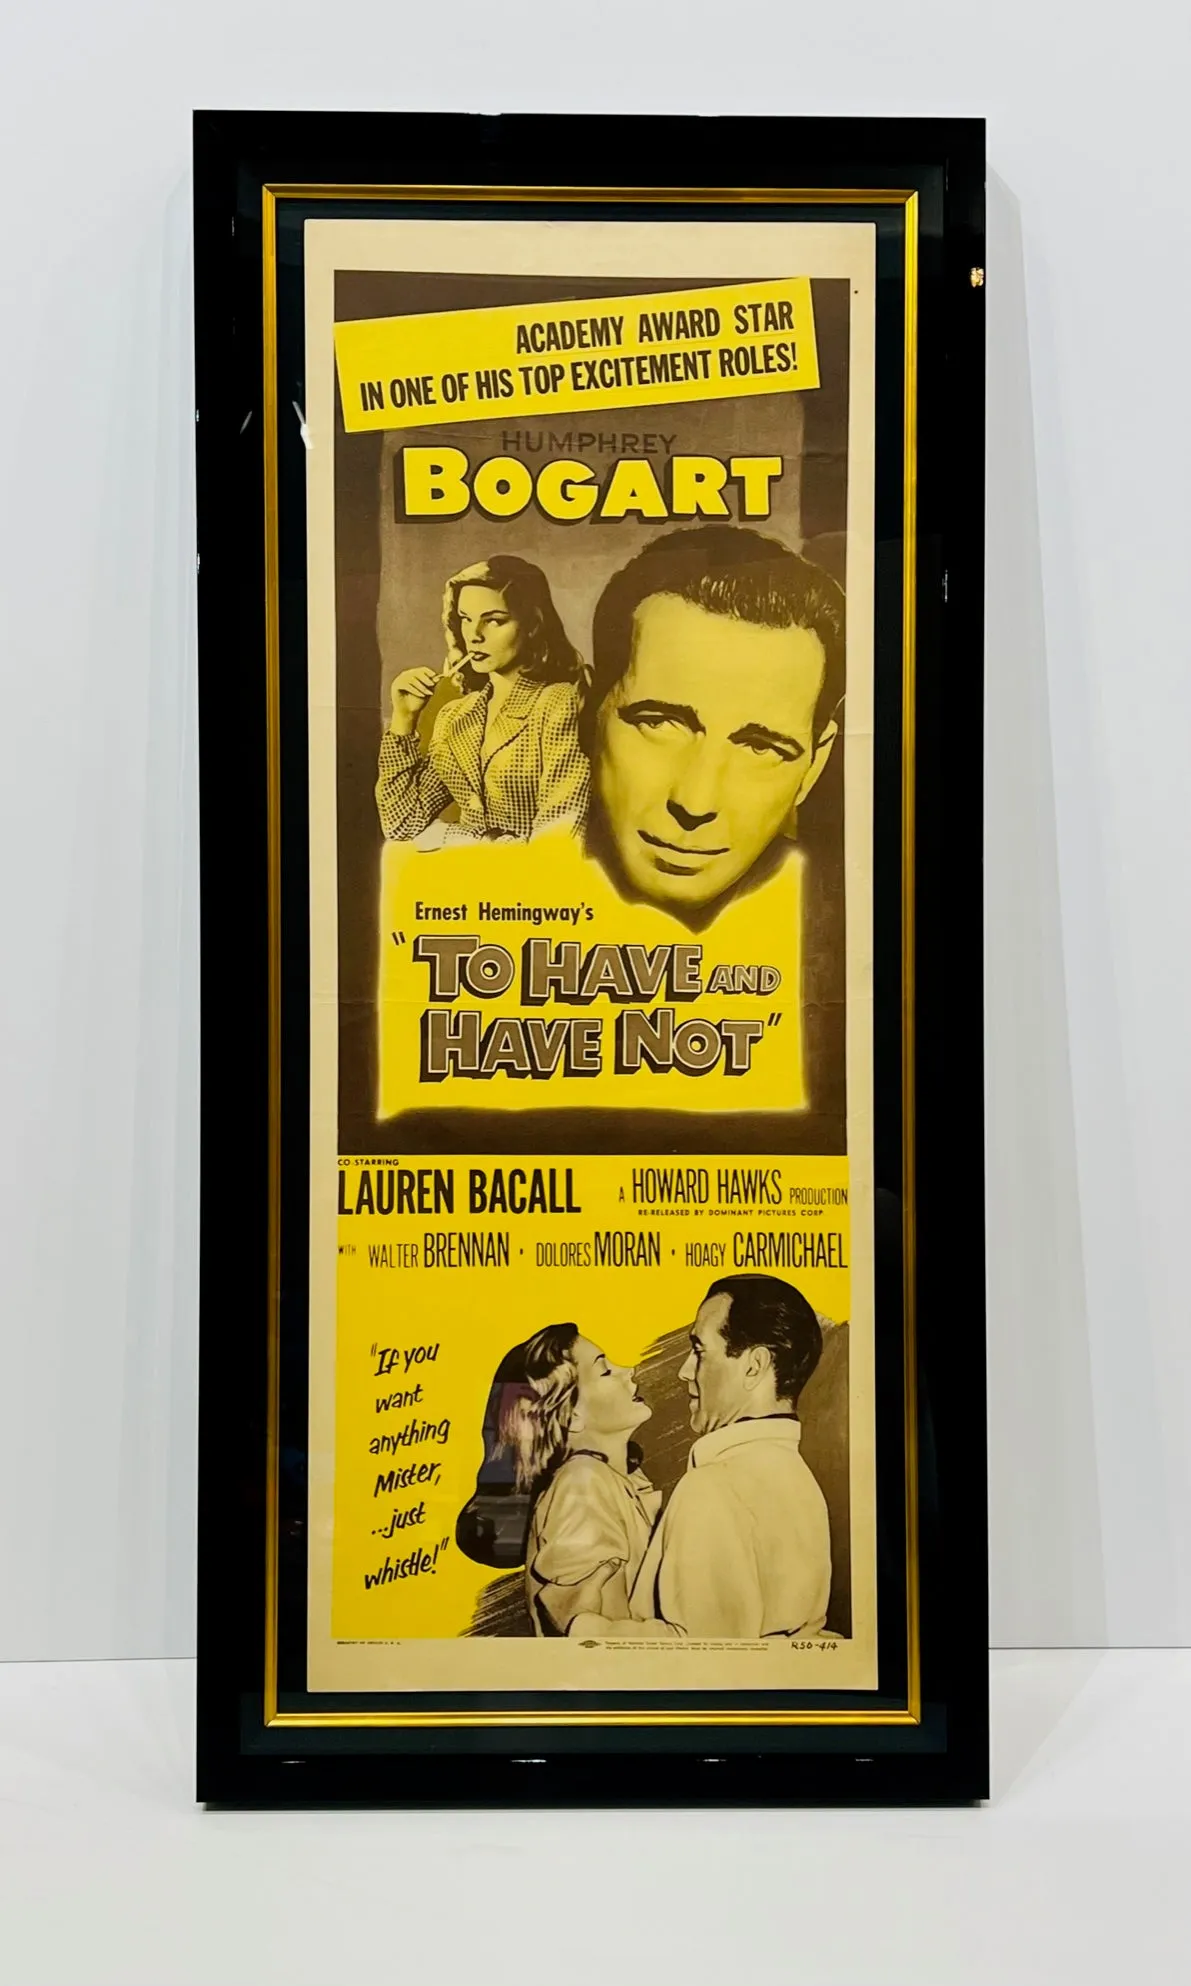 ACADEMY AWARD STAR
IN ONE OF HIS TOP EXCITEMENT ROLES!
HUMPHREY
BOGART
Ernest Hemingway's
"TO HAVE AND
HAVE NOT"
CO-STARRING
LAUREN BACALL
A HOWARD HAWKS PRODUCTION
RE-RELEASED BY DOMINANT PICTURES CORP.
WITH WALTER BRENNAN • DOLORES MORAN • HOAGY CARMICHAEL
"If you
want
anything
Mister,
...just
whistle!"
R56-414